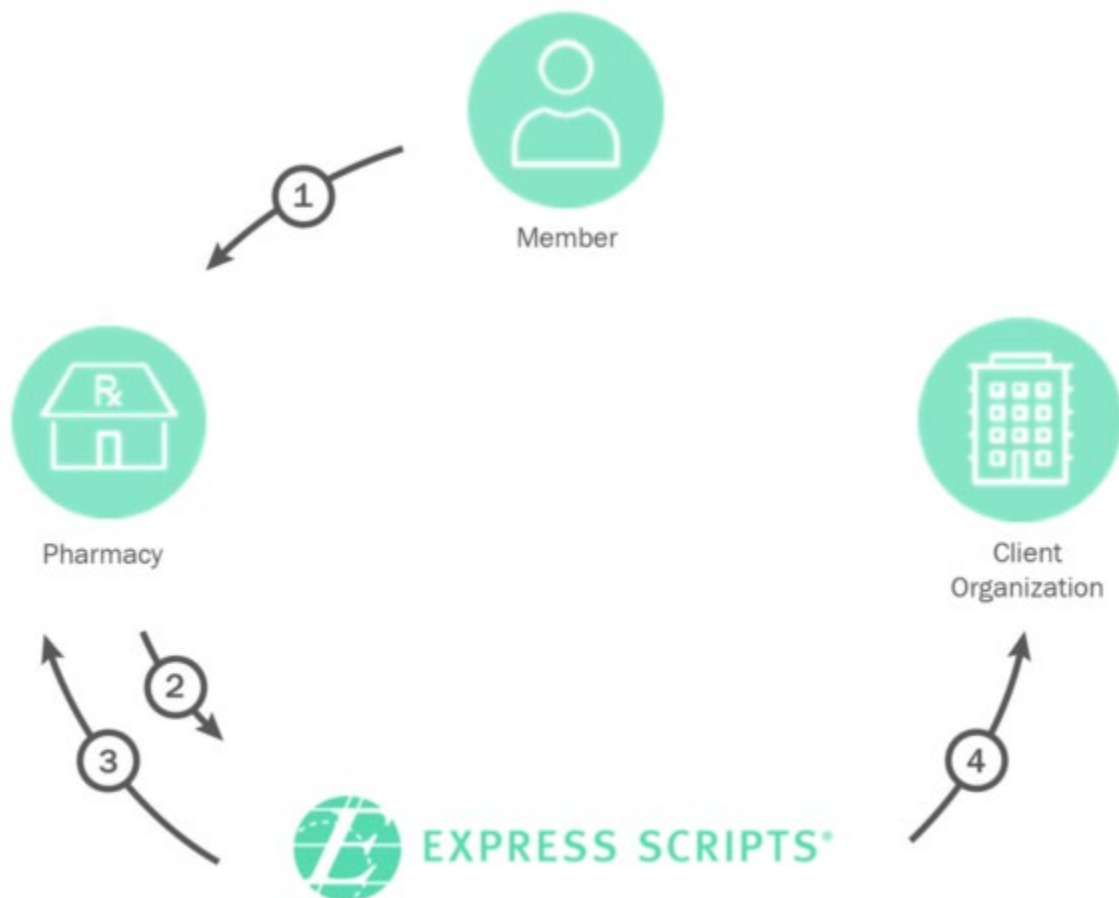 Member
1
Rx
Pharmacy
Client
Organization
2
3
4
EXPRESS SCRIPTS®